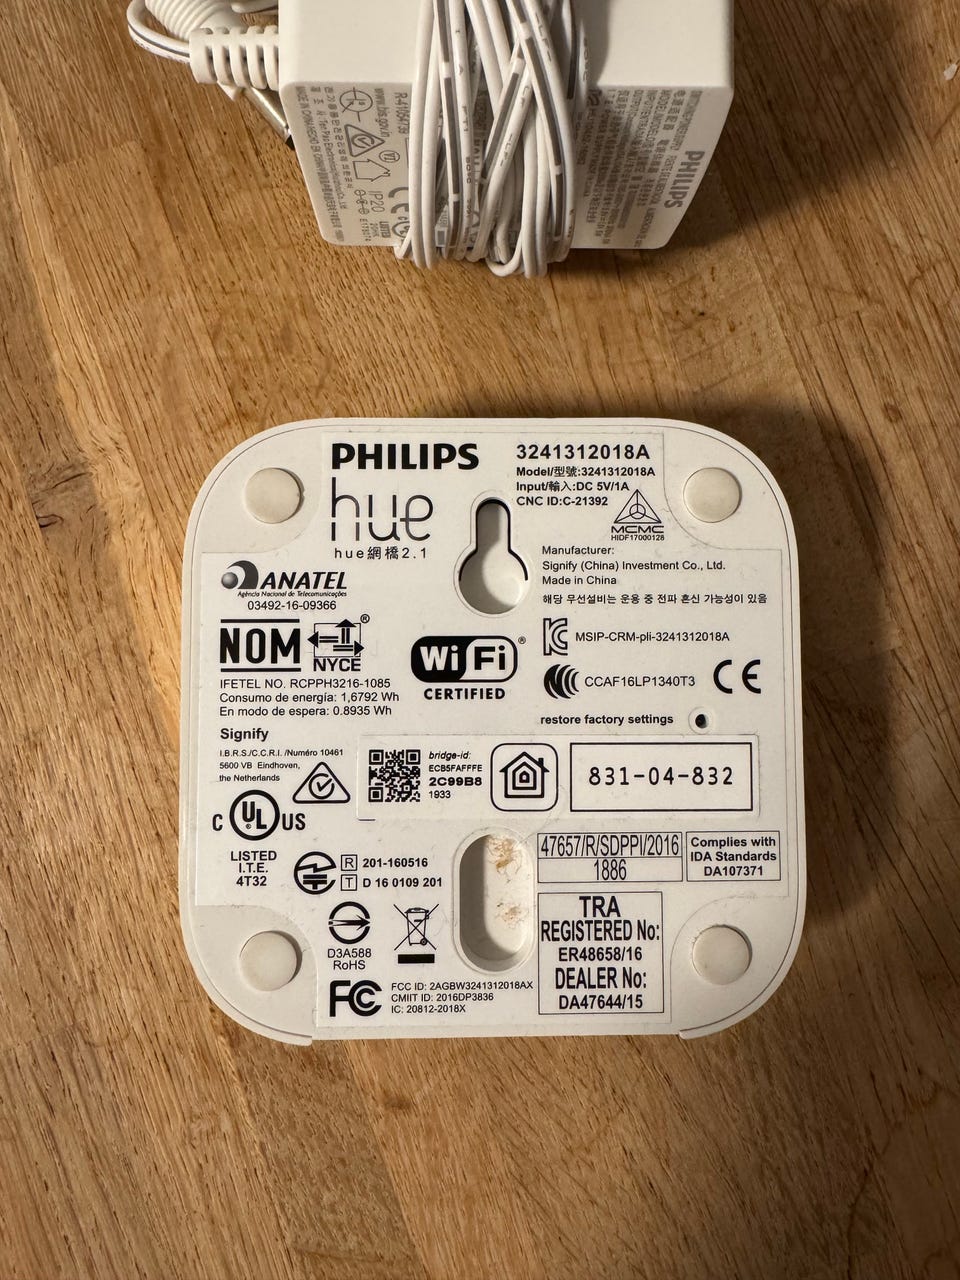 PHILIPS
www.bis.gov.in
R-41054739
IP20
PHILIPS
hue
hue 網橋2.1
3241312018A
Model/型號:3241312018A
Input/輸入:DC 5V/1A
CNC ID:C-21392
MCMC
HIDF17000128
ANATEL
Agência Nacional de Telecomunicações
03492-16-09366
Manufacturer:
Signify (China) Investment Co., Ltd.
Made in China
해당 무선설비는 운용 중 전파 혼신 가능성이 있음
NOM
NYCE®
Wi Fi®
CERTIFIED
MSIP-CRM-pli-3241312018A
CCAF16LP1340T3
CE
IFETEL NO. RCPPH3216-1085
Consumo de energía: 1,6792 Wh
En modo de espera: 0.8935 Wh
restore factory settings
Signify
I.B.R.S./C.C.R.I. /Numéro 10461
5600 VB Eindhoven,
the Netherlands
bridge-id:
ECB5FAFFFE
2C99B8
1933
831-04-832
C UL® US
LISTED
I.T.E.
4T32
R 201-160516
T D 16 0109 201
47657/R/SDPPI/2016
1886
Complies with
IDA Standards
DA107371
D3A588
RoHS
TRA
REGISTERED No:
ER48658/16
DEALER No:
DA47644/15
FC
FCC ID: 2AGBW3241312018AX
CMIIT ID: 2016DP3836
IC: 20812-2018X